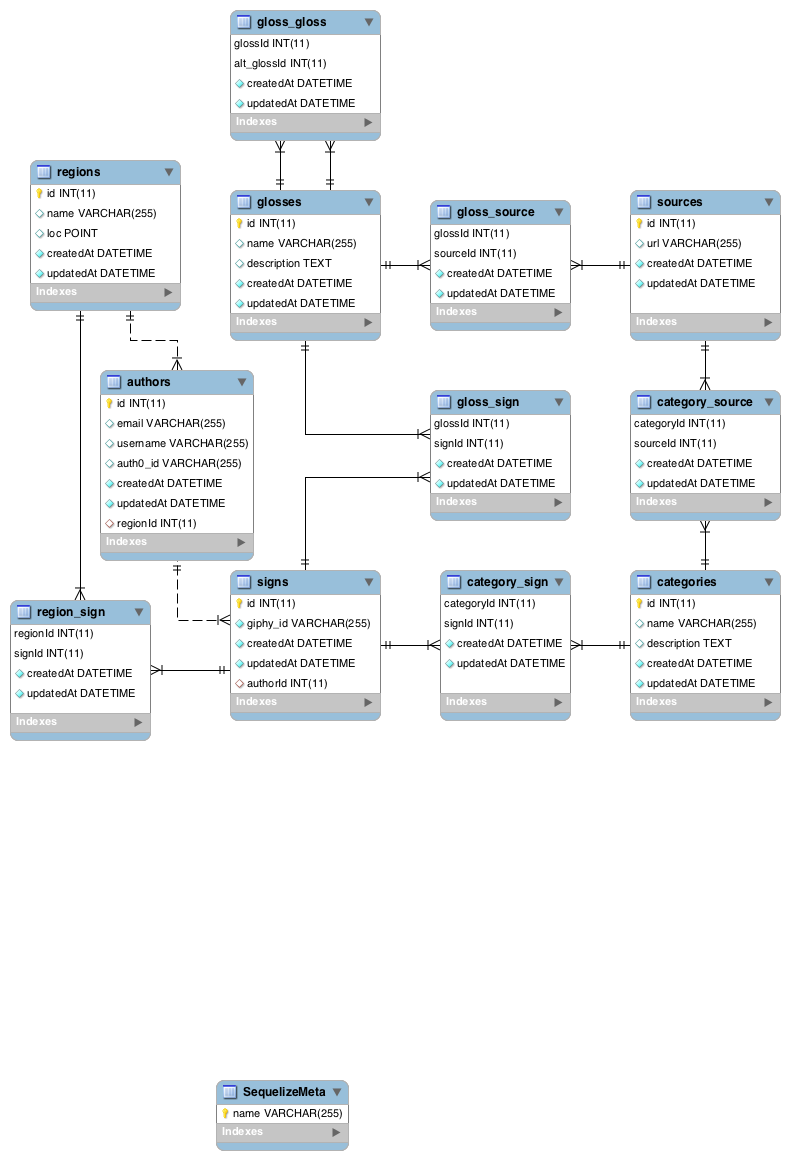 gloss_gloss
glossId INT(11)
alt_glossId INT(11)
createdAt DATETIME
updatedAt DATETIME
Indexes
regions
id INT(11)
name VARCHAR(255)
loc POINT
createdAt DATETIME
updatedAt DATETIME
Indexes
glosses
id INT(11)
name VARCHAR(255)
description TEXT
createdAt DATETIME
updatedAt DATETIME
Indexes
gloss_source
glossId INT(11)
sourceId INT(11)
createdAt DATETIME
updatedAt DATETIME
Indexes
sources
id INT(11)
url VARCHAR(255)
createdAt DATETIME
updatedAt DATETIME
Indexes
authors
id INT(11)
email VARCHAR(255)
username VARCHAR(255)
auth0_id VARCHAR(255)
createdAt DATETIME
updatedAt DATETIME
regionId INT(11)
Indexes
gloss_sign
glossId INT(11)
signId INT(11)
createdAt DATETIME
updatedAt DATETIME
Indexes
category_source
categoryId INT(11)
sourceId INT(11)
createdAt DATETIME
updatedAt DATETIME
Indexes
region_sign
regionId INT(11)
signId INT(11)
createdAt DATETIME
updatedAt DATETIME
Indexes
signs
id INT(11)
giphy_id VARCHAR(255)
createdAt DATETIME
updatedAt DATETIME
authorId INT(11)
Indexes
category_sign
categoryId INT(11)
signId INT(11)
createdAt DATETIME
updatedAt DATETIME
Indexes
categories
id INT(11)
name VARCHAR(255)
description TEXT
createdAt DATETIME
updatedAt DATETIME
Indexes
SequelizeMeta
name VARCHAR(255)
Indexes